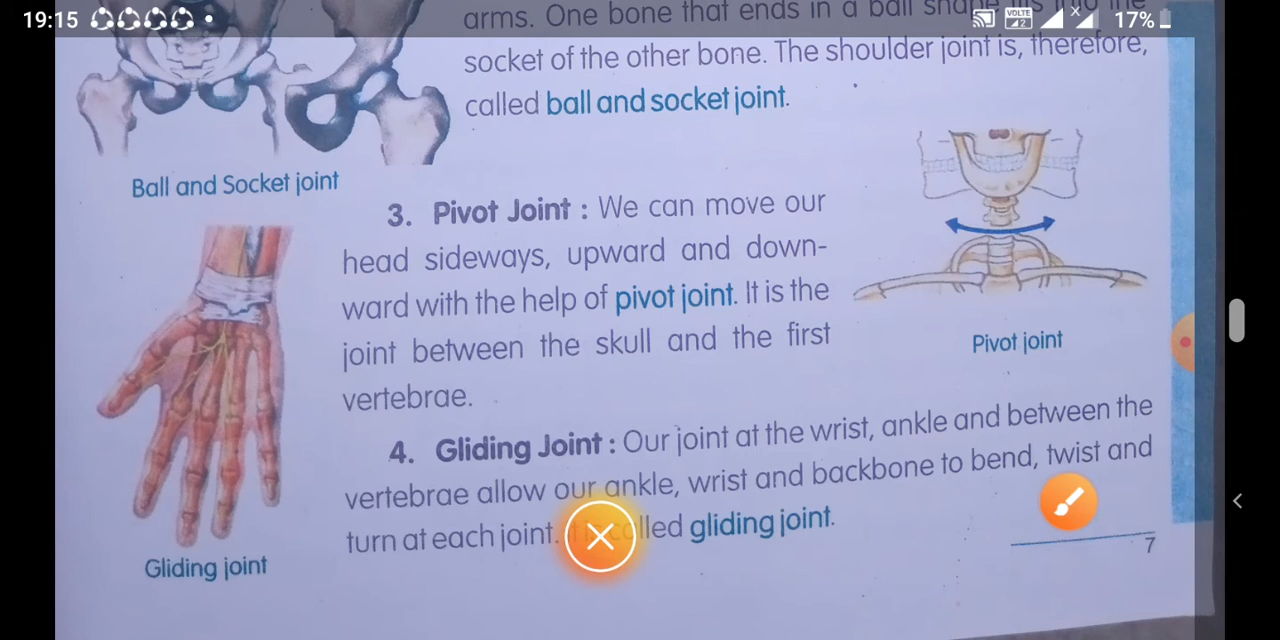 19:15
VOLTE
2
17%
arms. One bone that ends in a ball
socket of the other bone. The shoulder joint is, therefore,
called ball and socket joint.
Ball and Socket joint
3. Pivot Joint : We can move our
head sideways, upward and down-
ward with the help of pivot joint. It is the
joint between the skull and the first
vertebrae.
Pivot joint
4. Gliding Joint : Our joint at the wrist, ankle and between the
vertebrae allow our ankle, wrist and backbone to bend, twist and
turn at each joint. called gliding joint.
Gliding joint
7